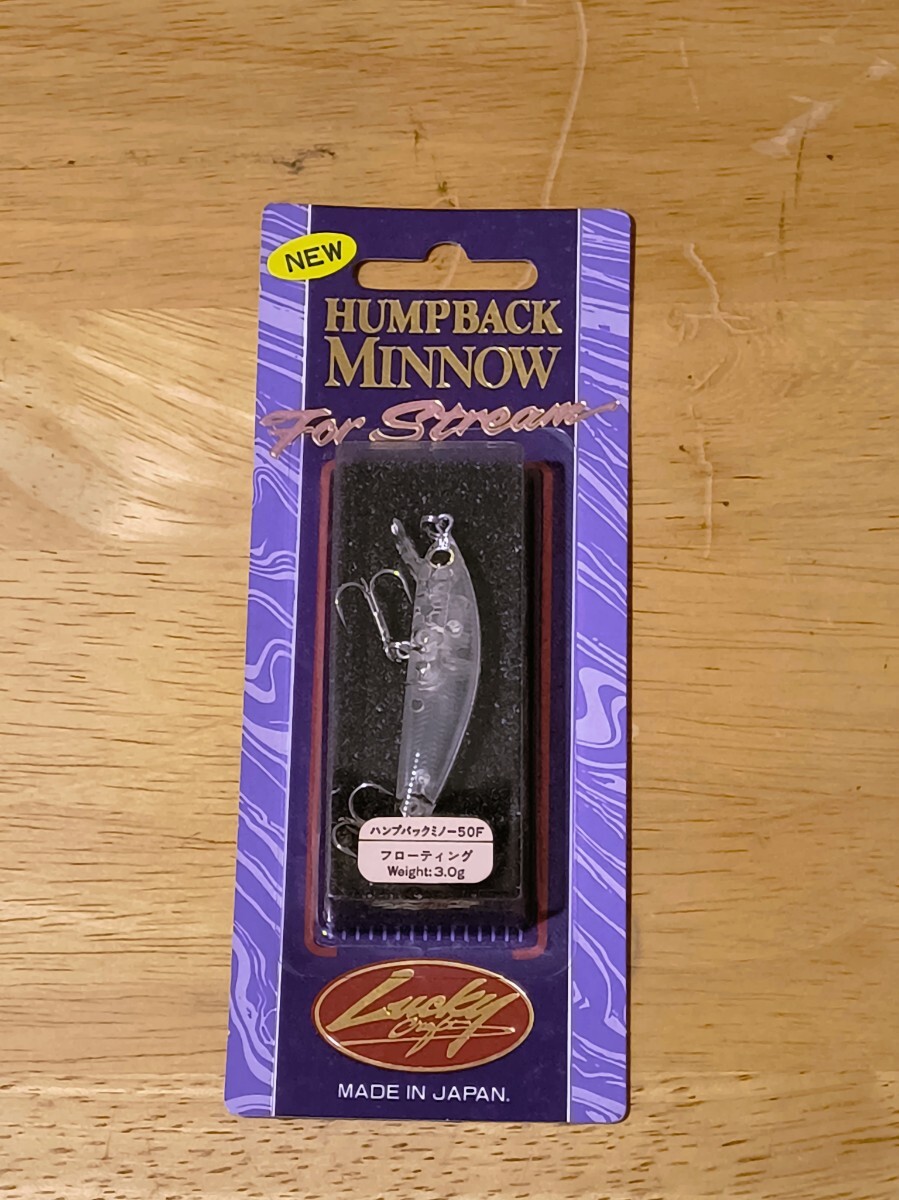 NEW
HUMPBACK
MINNOW
For Stream
ハンプバックミノー50F
フローティング
Weight:3.0g
Lucky
Craft
MADE IN JAPAN.